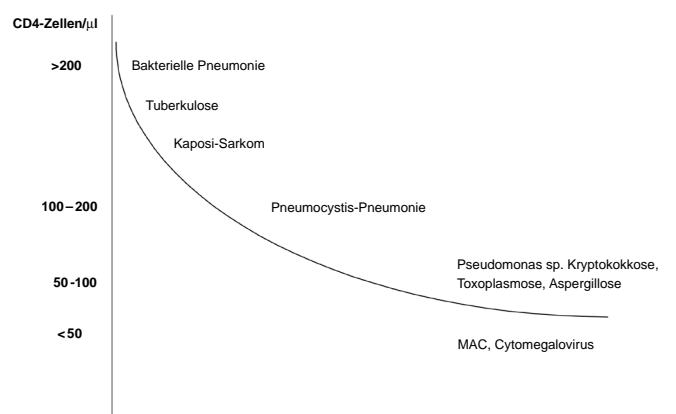 CD4-Zellen/μl
>200
Bakterielle Pneumonie
Tuberkulose
Kaposi-Sarkom
100–200
Pneumocystis-Pneumonie
Pseudomonas sp. Kryptokokkose,
50-100
Toxoplasmose, Aspergillose
<50
MAC, Cytomegalovirus